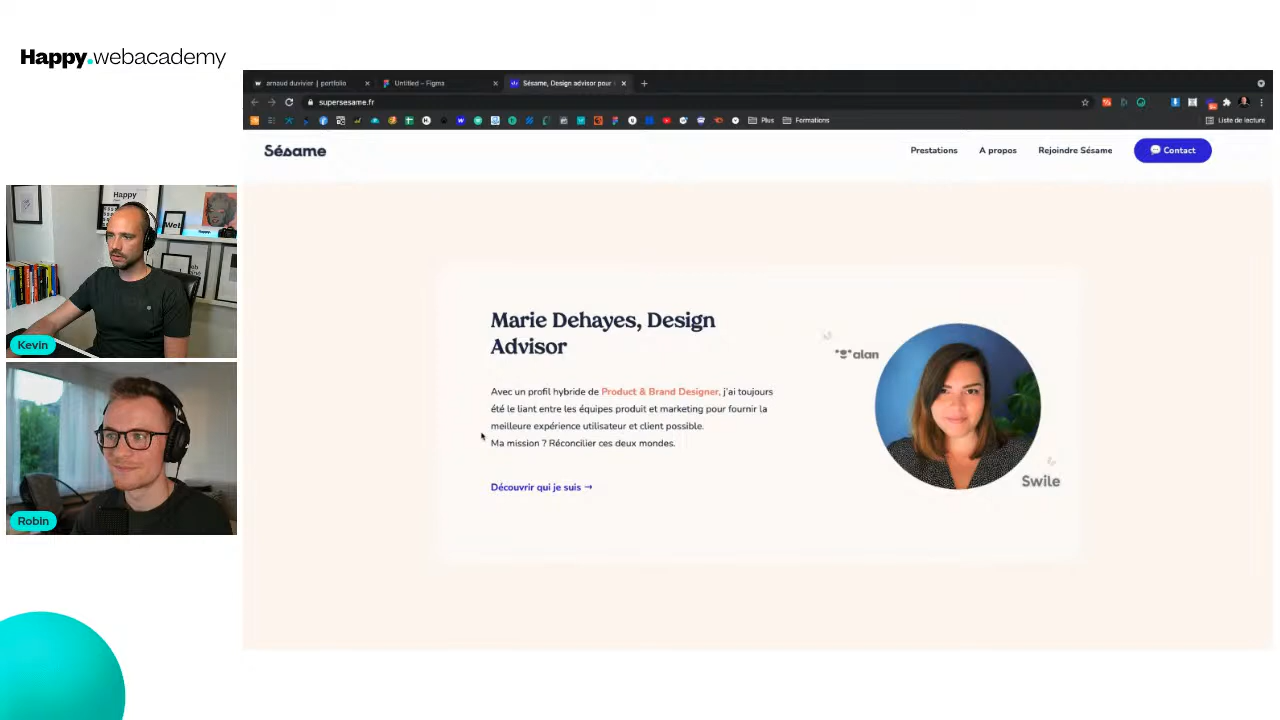 Happy.webacademy
arnaud duvivier | portfolio
Untitled – Figma
Sésame, Design advisor pour
supersesame.fr
Plus
Formations
Liste de lecture
Sésame
Prestations
A propos
Rejoindre Sésame
Contact
Marie Dehayes, Design
Advisor
Avec un profil hybride de Product & Brand Designer, j'ai toujours
été le liant entre les équipes produit et marketing pour fournir la
meilleure expérience utilisateur et client possible.
Ma mission ? Réconcilier ces deux mondes.
Découvrir qui je suis →
alan
Swile
Happy
Kevin
Robin